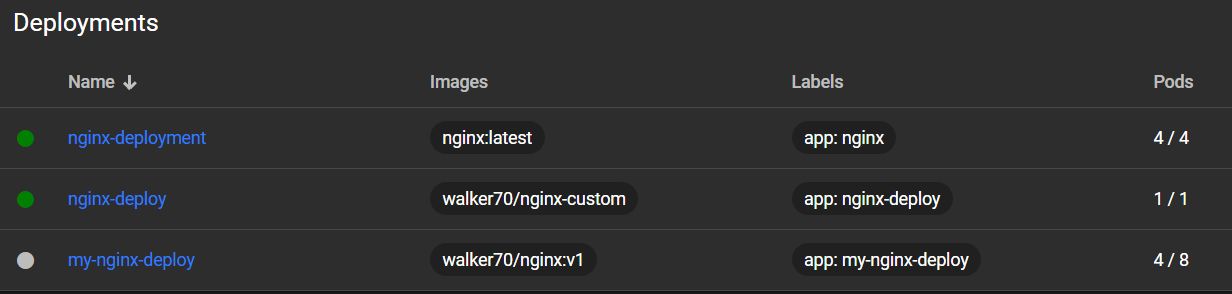 Deployments
Name Images Labels Pods
nginx-deployment nginx:latest app: nginx 4 / 4
nginx-deploy walker70/nginx-custom app: nginx-deploy 1 / 1
my-nginx-deploy walker70/nginx:v1 app: my-nginx-deploy 4 / 8